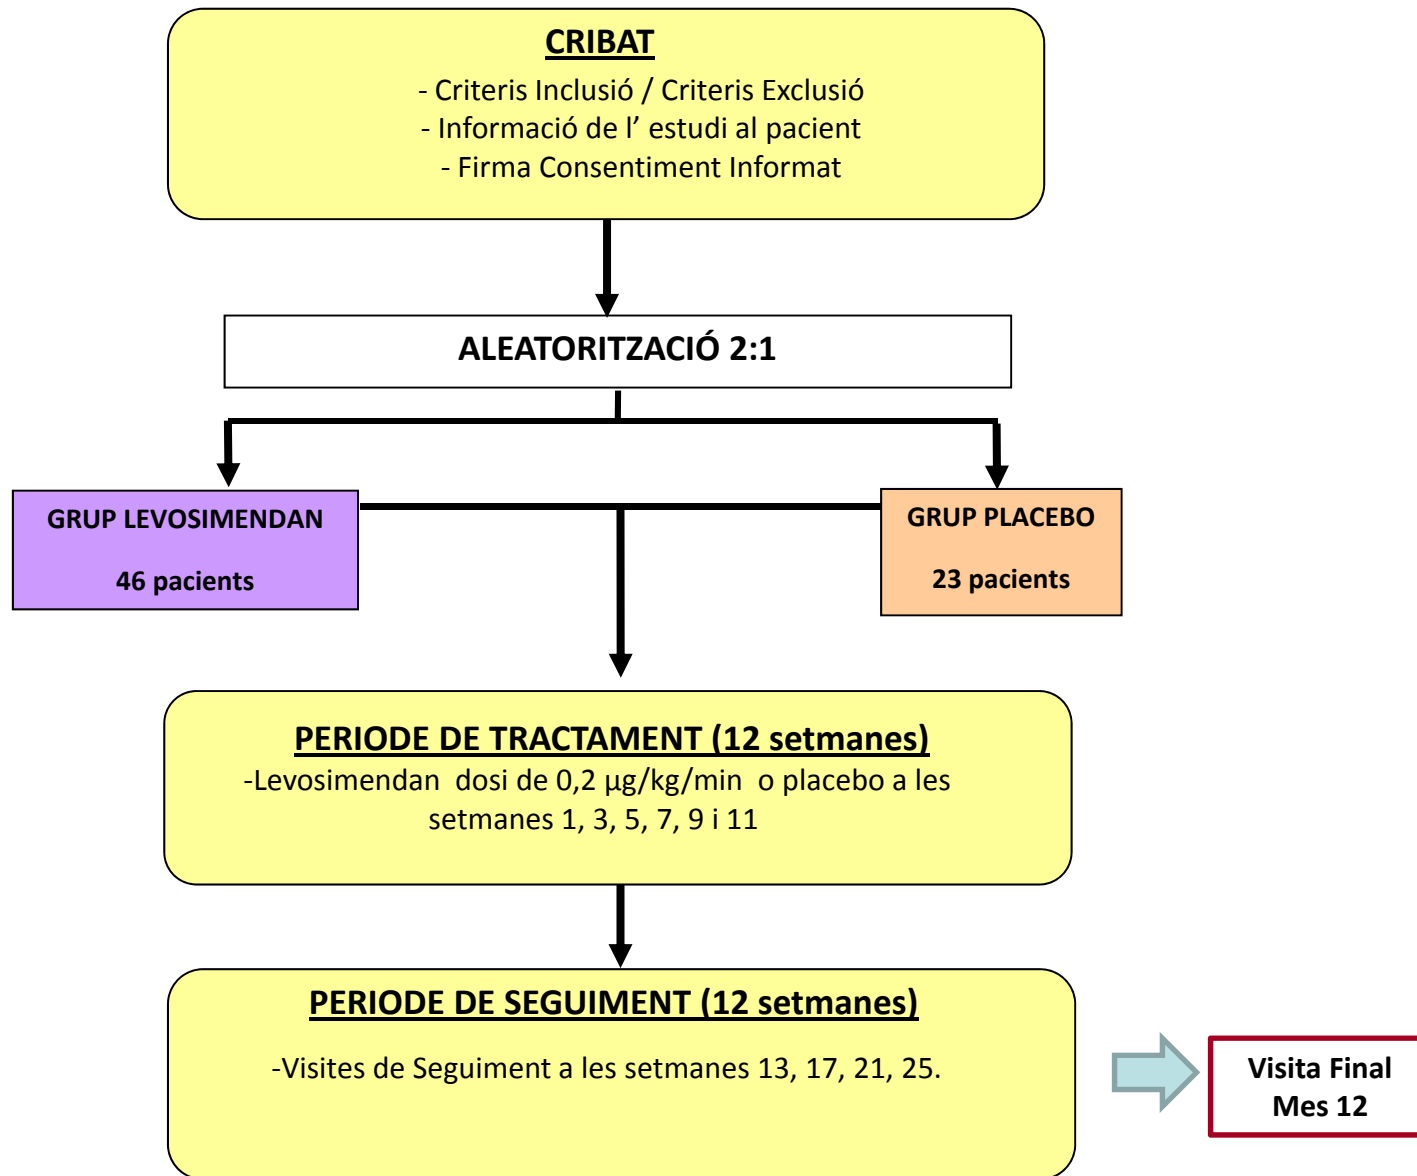 CRIBAT
- Criteris Inclusió / Criteris Exclusió
- Informació de l’ estudi al pacient
- Firma Consentiment Informat
ALEATORITZACIÓ 2:1
GRUP LEVOSIMENDAN
46 pacients
GRUP PLACEBO
23 pacients
PERIODE DE TRACTAMENT (12 setmanes)
-Levosimendan dosi de 0,2 µg/kg/min o placebo a les
setmanes 1, 3, 5, 7, 9 i 11
PERIODE DE SEGUIMENT (12 setmanes)
-Visites de Seguiment a les setmanes 13, 17, 21, 25.
Visita Final
Mes 12